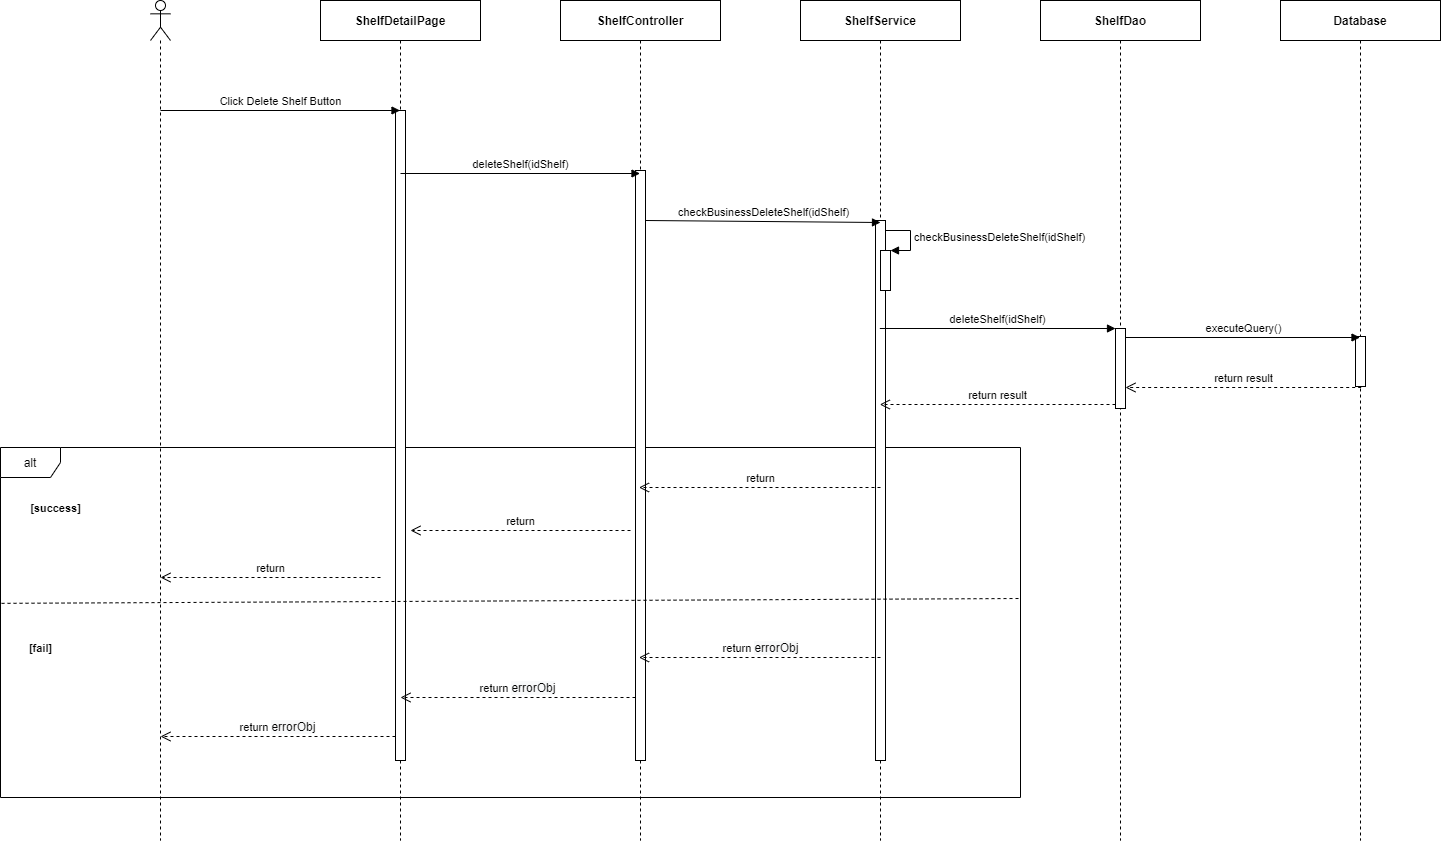 ShelfDetailPage
ShelfController
ShelfService
ShelfDao
Database
Click Delete Shelf Button
deleteShelf(idShelf)
checkBusinessDeleteShelf(idShelf)
checkBusinessDeleteShelf(idShelf)
deleteShelf(idShelf)
executeQuery()
return result
return result
alt
return
[success]
return
return
[fail]
return errorObj
return errorObj
return errorObj